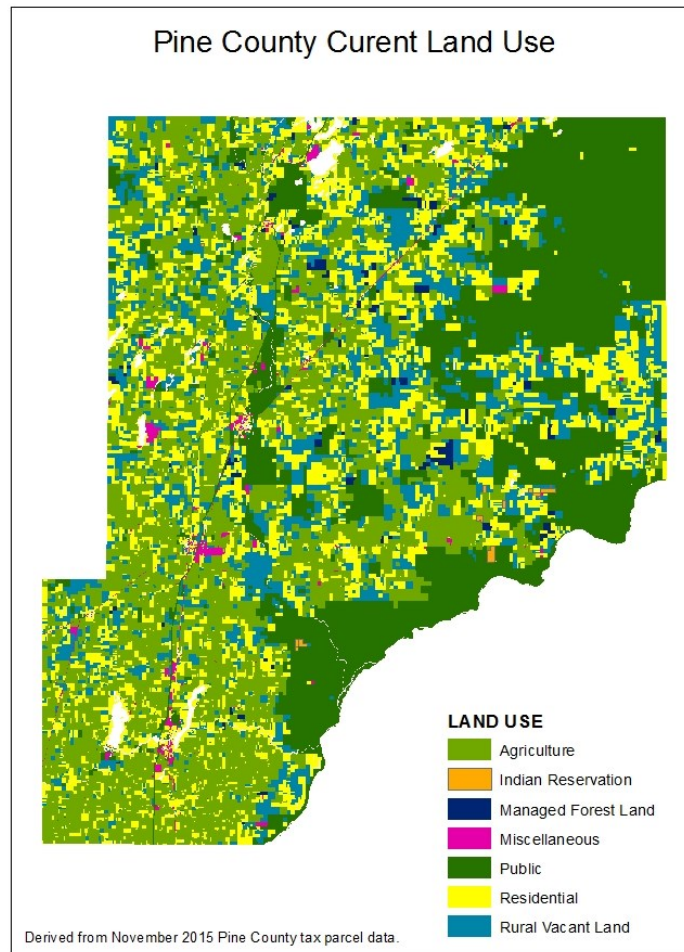 Pine County Curent Land Use
LAND USE
Agriculture
Indian Reservation
Managed Forest Land
Miscellaneous
Public
Residential
Rural Vacant Land
Derived from November 2015 Pine County tax parcel data.